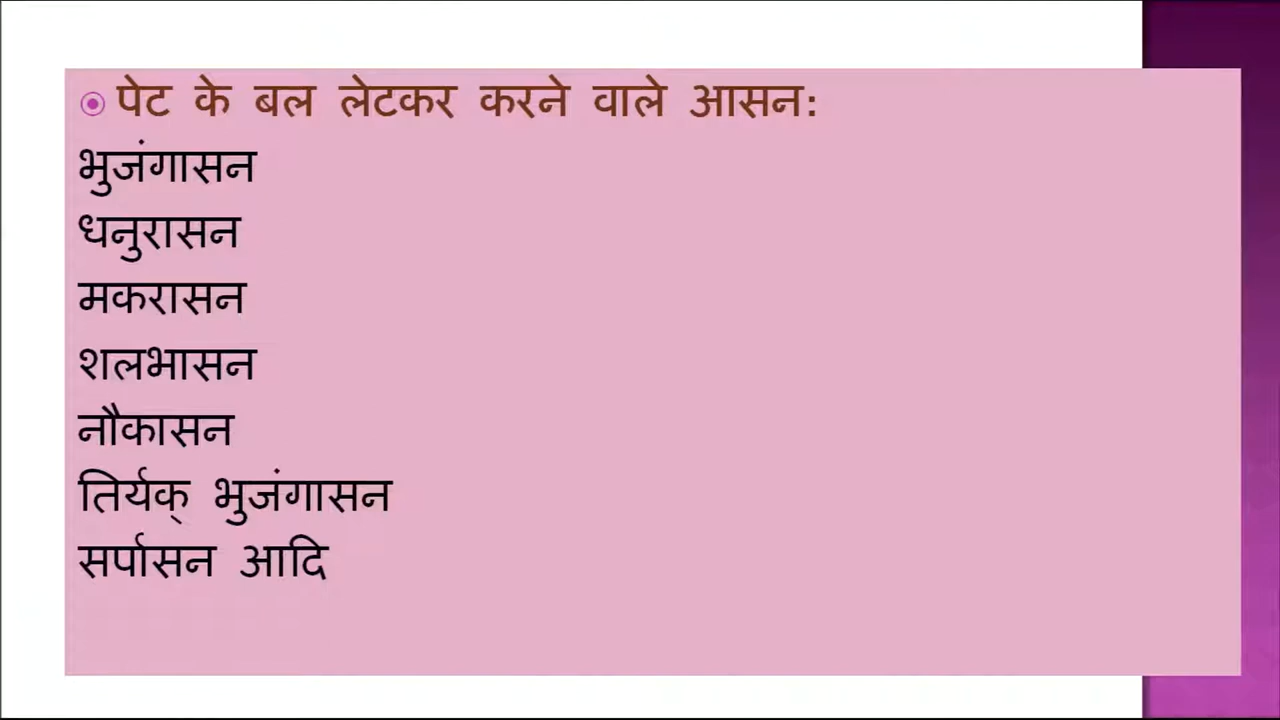 पेट के बल लेटकर करने वाले आसन:
भुजंगासन
धनुरासन
मकरासन
शलभासन
नौकासन
तिर्यक् भुजंगासन
सर्पासन आदि